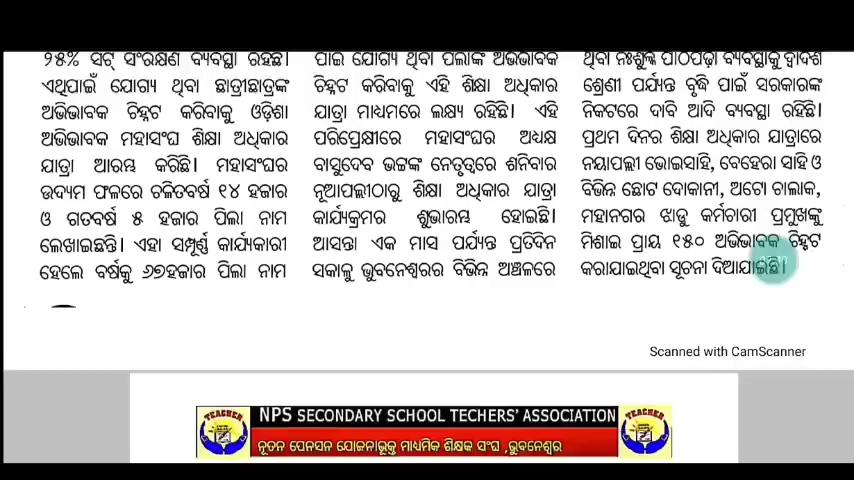 ୨୫% ସିଟ୍ ସଂରକ୍ଷଣ ବ୍ୟବସ୍ଥା ରହିଛି।
ଏଥିପାଇଁ ଯୋଗ୍ୟ ଥିବା ଛାତ୍ରୀଛାତ୍ରଙ୍କ
ଅଭିଭାବକ ଚିହ୍ନଟ କରିବାକୁ ଓଡ଼ିଶା
ଅଭିଭାବକ ମହାସଂଘ ଶିକ୍ଷା ଅଧିକାର
ଯାତ୍ରା ଆରମ୍ଭ କରିଛି। ମହାସଂଘର
ଉଦ୍ୟମ ଫଳରେ ଚଳିତବର୍ଷ ୧୪ ହଜାର
ଓ ଗତବର୍ଷ ୫ ହଜାର ପିଲା ନାମ
ଲେଖାଇଛନ୍ତି। ଏହା ସମ୍ପୂର୍ଣ୍ଣ କାର୍ଯ୍ୟକାରୀ
ହେଲେ ବର୍ଷକୁ ୬୭ହଜାର ପିଲା ନାମ
ପାଇଁ ଯୋଗ୍ୟ ଥିବା ପିଲାଙ୍କ ଅଭିଭାବକ
ଚିହ୍ନଟ କରିବାକୁ ଏହି ଶିକ୍ଷା ଅଧିକାର
ଯାତ୍ରା ମାଧ୍ୟମରେ ଲକ୍ଷ୍ୟ ରହିଛି। ଏହି
ପରିପ୍ରେକ୍ଷୀରେ ମହାସଂଘର ଅଧ୍ୟକ୍ଷ
ବାସୁଦେବ ଭଟ୍ଟଙ୍କ ନେତୃତ୍ୱରେ ଶନିବାର
ନୂଆପଲ୍ଲୀଠାରୁ ଶିକ୍ଷା ଅଧିକାର ଯାତ୍ରା
କାର୍ଯ୍ୟକ୍ରମର ଶୁଭାରମ୍ଭ ହୋଇଛି।
ଆସନ୍ତା ଏକ ମାସ ପର୍ଯ୍ୟନ୍ତ ପ୍ରତିଦିନ
ସକାଳୁ ଭୁବନେଶ୍ୱରର ବିଭିନ୍ନ ଅଞ୍ଚଳରେ
ଥିବା ନିଃଶୁଳ୍କ ପାଠପଢ଼ା ବ୍ୟବସ୍ଥାକୁ ଦ୍ୱାଦଶ
ଶ୍ରେଣୀ ପର୍ଯ୍ୟନ୍ତ ବୃଦ୍ଧି ପାଇଁ ସରକାରଙ୍କ
ନିକଟରେ ଦାବି ଆଦି ବ୍ୟବସ୍ଥା ରହିଛି।
ପ୍ରଥମ ଦିନର ଶିକ୍ଷା ଅଧିକାର ଯାତ୍ରାରେ
ନୟାପଲ୍ଲୀ ଭୋଇସାହି, ବେହେରା ସାହି ଓ
ବିଭିନ୍ନ ଛୋଟ ଦୋକାନୀ, ଅଟୋ ଚାଳକ,
ମହାନଗର ଝାଡୁ କର୍ମଚାରୀ ପ୍ରମୁଖଙ୍କୁ
ମିଶାଇ ପ୍ରାୟ ୧୫୦ ଅଭିଭାବକ ଚିହ୍ନଟ
କରାଯାଇଥିବା ସୂଚନା ଦିଆଯାଇଛି।
Scanned with CamScanner
TEACHER
NPS SECONDARY SCHOOL TECHERS' ASSOCIATION
ନୂତନ ପେନସନ ଯୋଜନାଭୁକ୍ତ ମାଧ୍ୟମିକ ଶିକ୍ଷକ ସଂଘ ,ଭୁବନେଶ୍ୱର
TEACHER